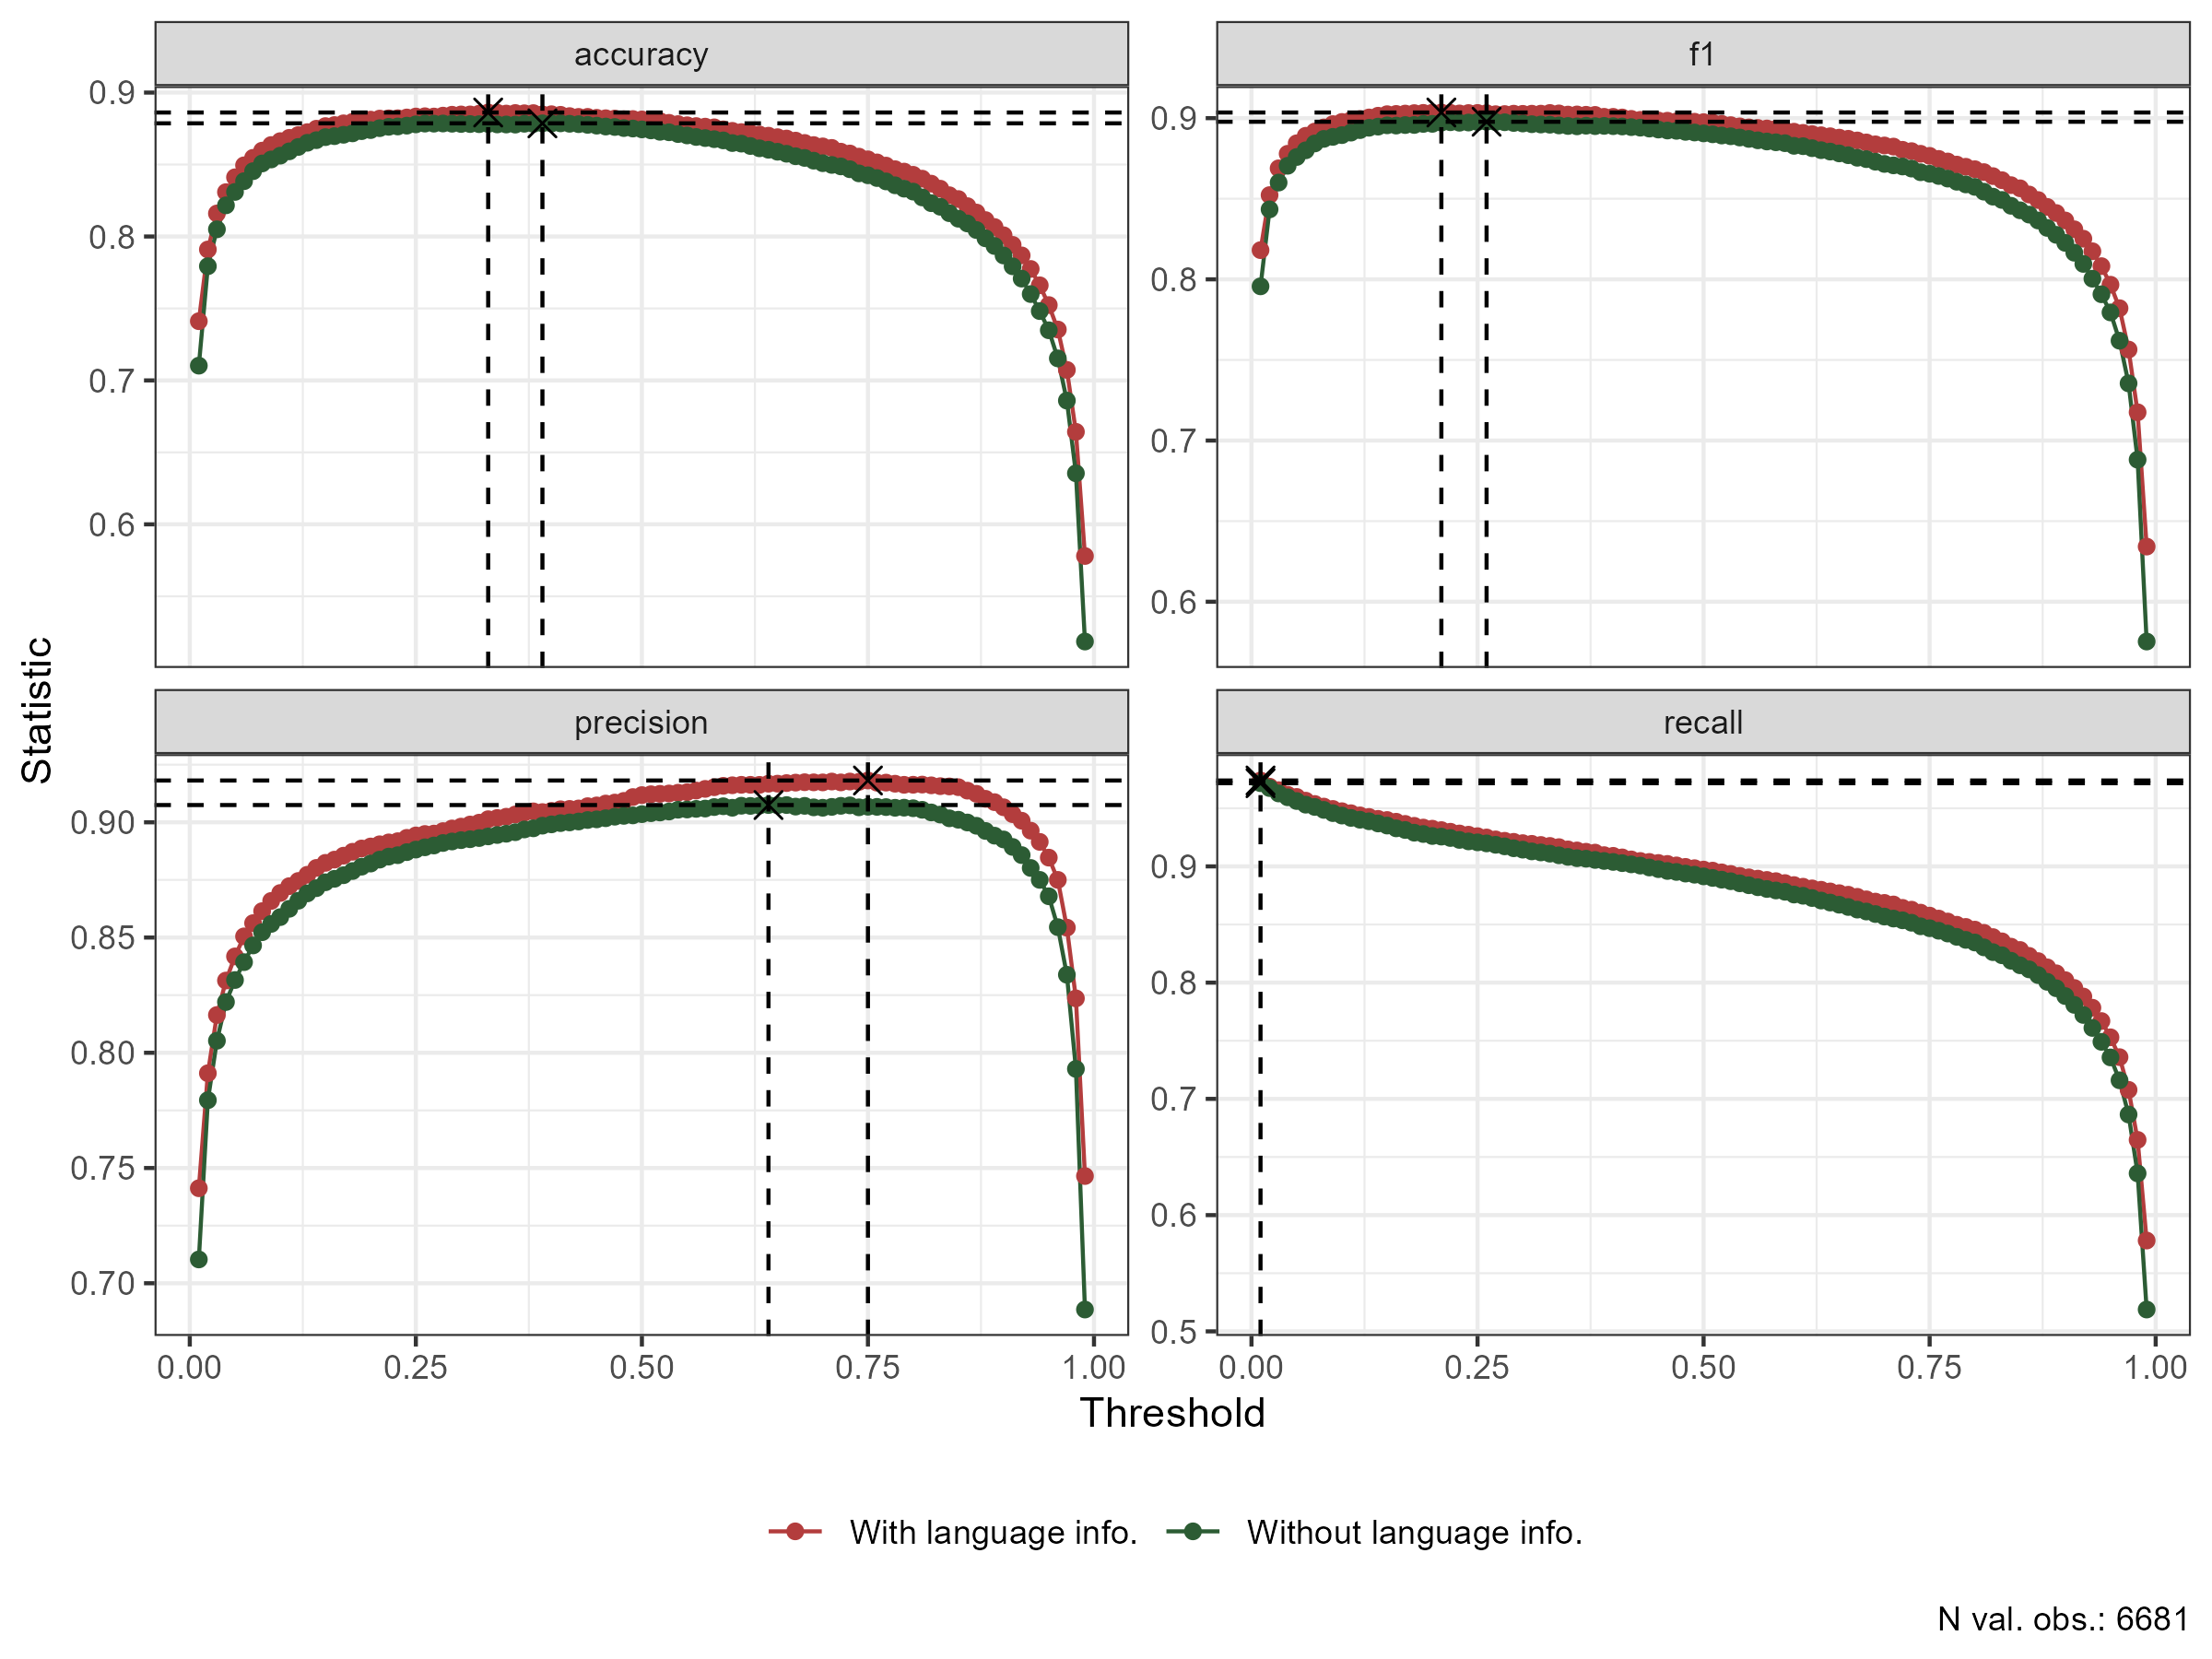 accuracy
f1
0.9
0.8
0.7
0.6
0.9
0.8
0.7
0.6
Statistic
precision
recall
0.90
0.85
0.80
0.75
0.70
0.9
0.8
0.7
0.6
0.5
0.00 0.25 0.50 0.75 1.00
0.00 0.25 0.50 0.75 1.00
Threshold
With language info. Without language info.
N val. obs.: 6681